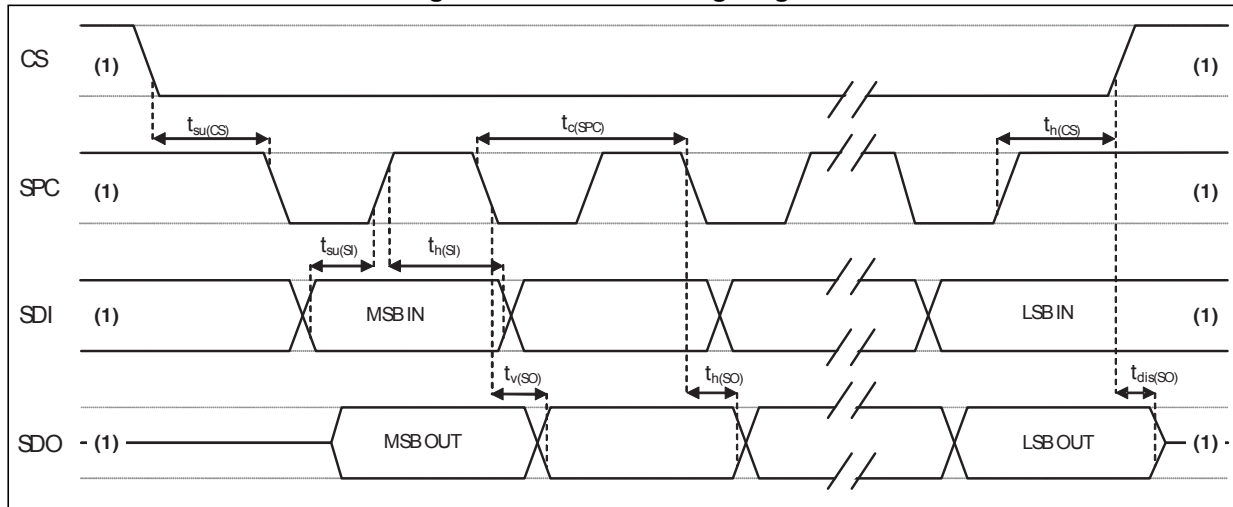 CS (1) (1)
tsu(CS) tc(SPC) th(CS)
SPC (1) (1)
tsu(SI) th(SI)
SDI (1) MSB IN LSB IN (1)
tv(SO) th(SO) tdis(SO)
SDO (1) MSB OUT LSB OUT (1)